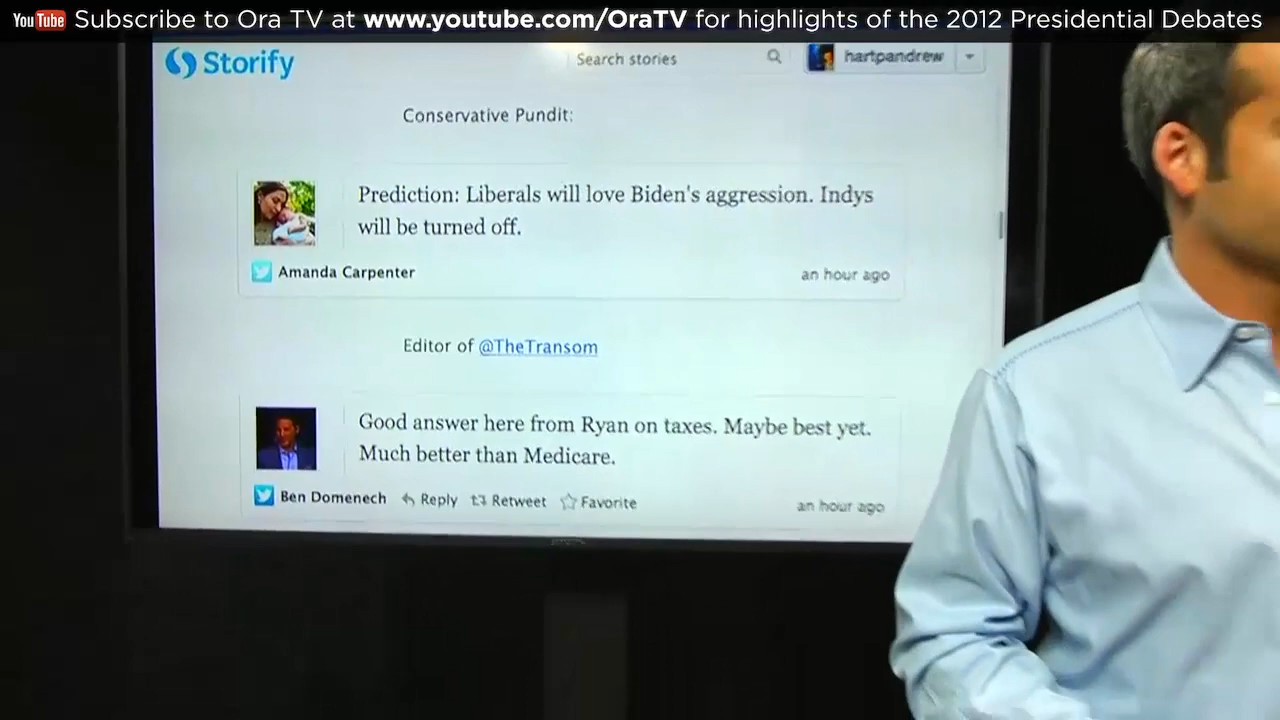 YouTube Subscribe to Ora TV at www.youtube.com/OraTV for highlights of the 2012 Presidential Debates
Storify Search stories hartpandrew
Conservative Pundit:
Prediction: Liberals will love Biden's aggression. Indys
will be turned off.
Amanda Carpenter an hour ago
Editor of @TheTransom
Good answer here from Ryan on taxes. Maybe best yet.
Much better than Medicare.
Ben Domenech Reply Retweet Favorite an hour ago